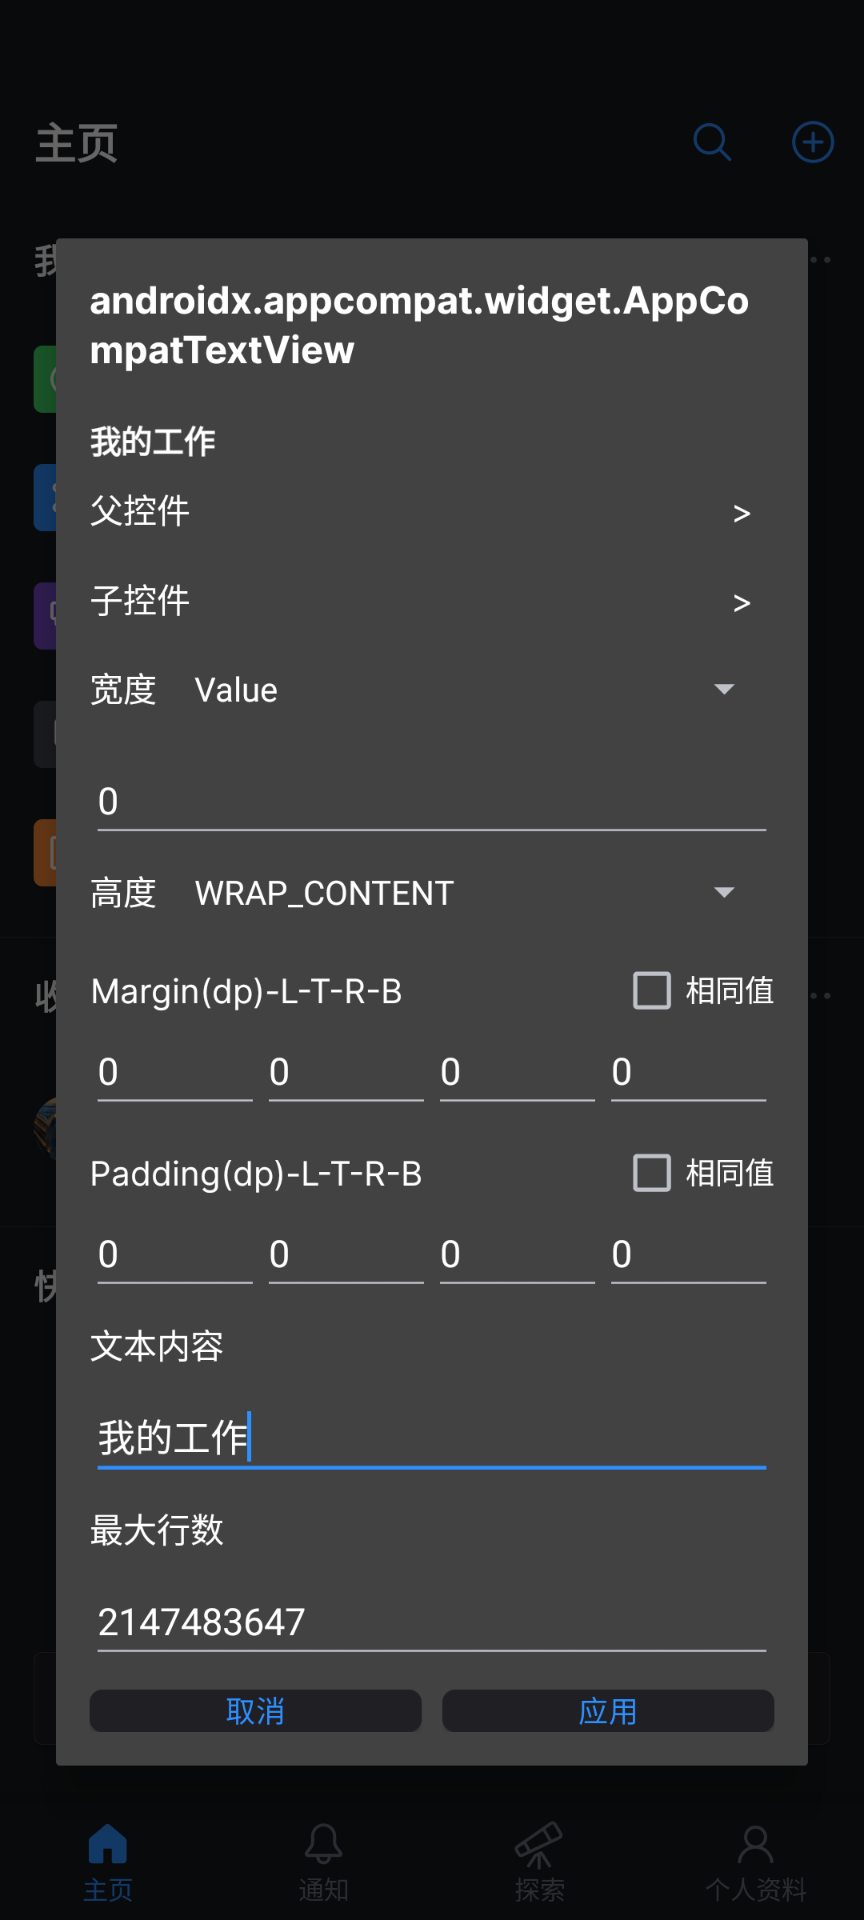 主页
我
androidx.appcompat.widget.AppCo
mpatTextView
我的工作
父控件 >
子控件 >
宽度 Value
0
高度 WRAP_CONTENT
收
Margin(dp)-L-T-R-B 相同值
0 0 0 0
Padding(dp)-L-T-R-B 相同值
0 0 0 0
快
文本内容
我的工作
最大行数
2147483647
取消 应用
主页 通知 探索 个人资料